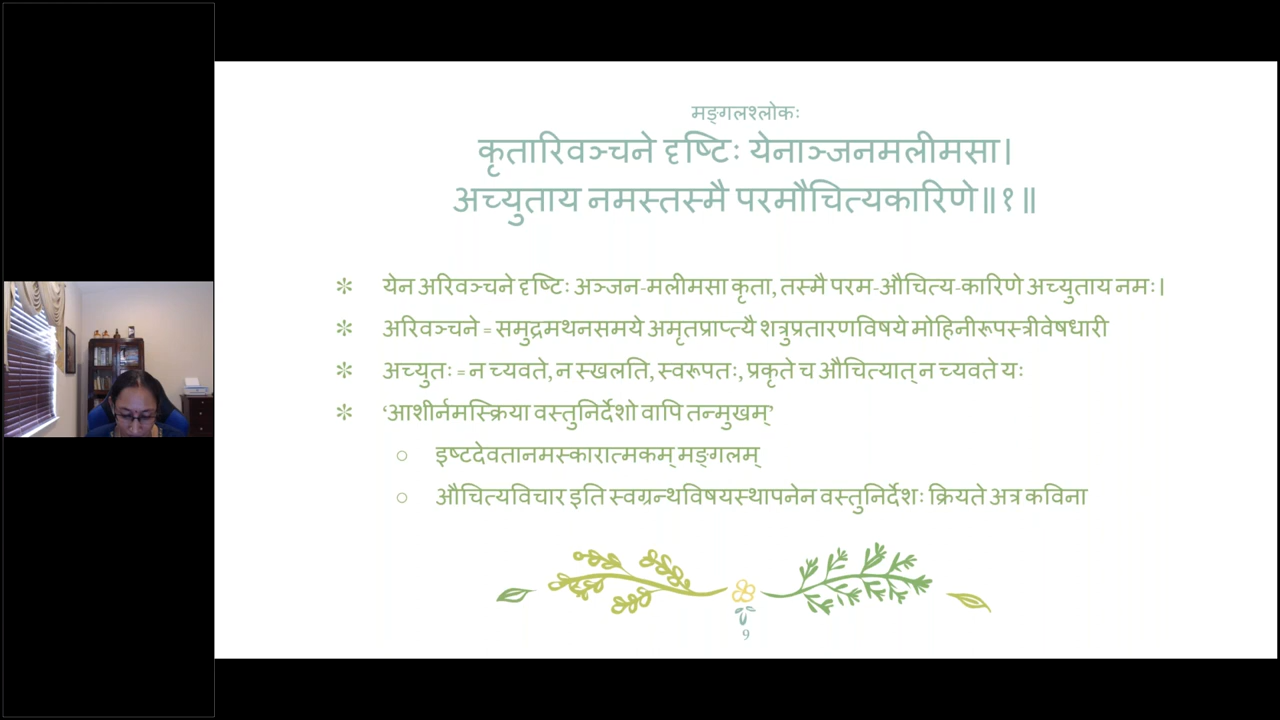 मङ्गलश्लोकः
कृतारिवञ्चने दृष्टिः येनाञ्जनमलीमसा।
अच्युताय नमस्तस्मै परमौचित्यकारिणे॥१॥
✻ येन अरिवञ्चने दृष्टिः अञ्जन-मलीमसा कृता, तस्मै परम-औचित्य-कारिणे अच्युताय नमः।
✻ अरिवञ्चने = समुद्रमथनसमये अमृतप्राप्त्यै शत्रुप्रतारणविषये मोहिनीरूपस्त्रीवेषधारी
✻ अच्युतः = न च्यवते, न स्खलति, स्वरूपतः, प्रकृते च औचित्यात् न च्यवते यः
✻ ‘आशीर्नमस्क्रिया वस्तुनिर्देशो वापि तन्मुखम्’
○ इष्टदेवतानमस्कारात्मकम् मङ्गलम्
○ औचित्यविचार इति स्वग्रन्थविषयस्थापनेन वस्तुनिर्देशः क्रियते अत्र कविना
9